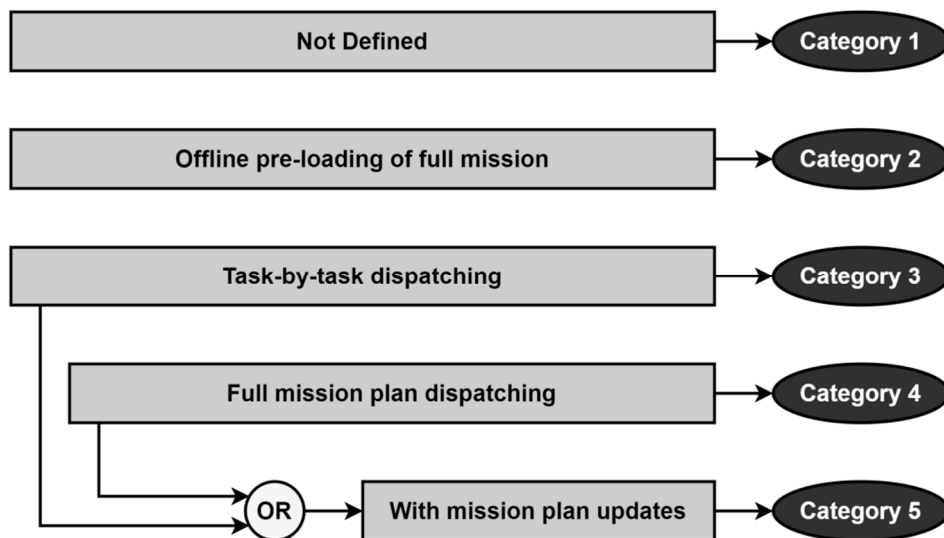 Not Defined
Category 1
Offline pre-loading of full mission
Category 2
Task-by-task dispatching
Category 3
Full mission plan dispatching
Category 4
OR
With mission plan updates
Category 5